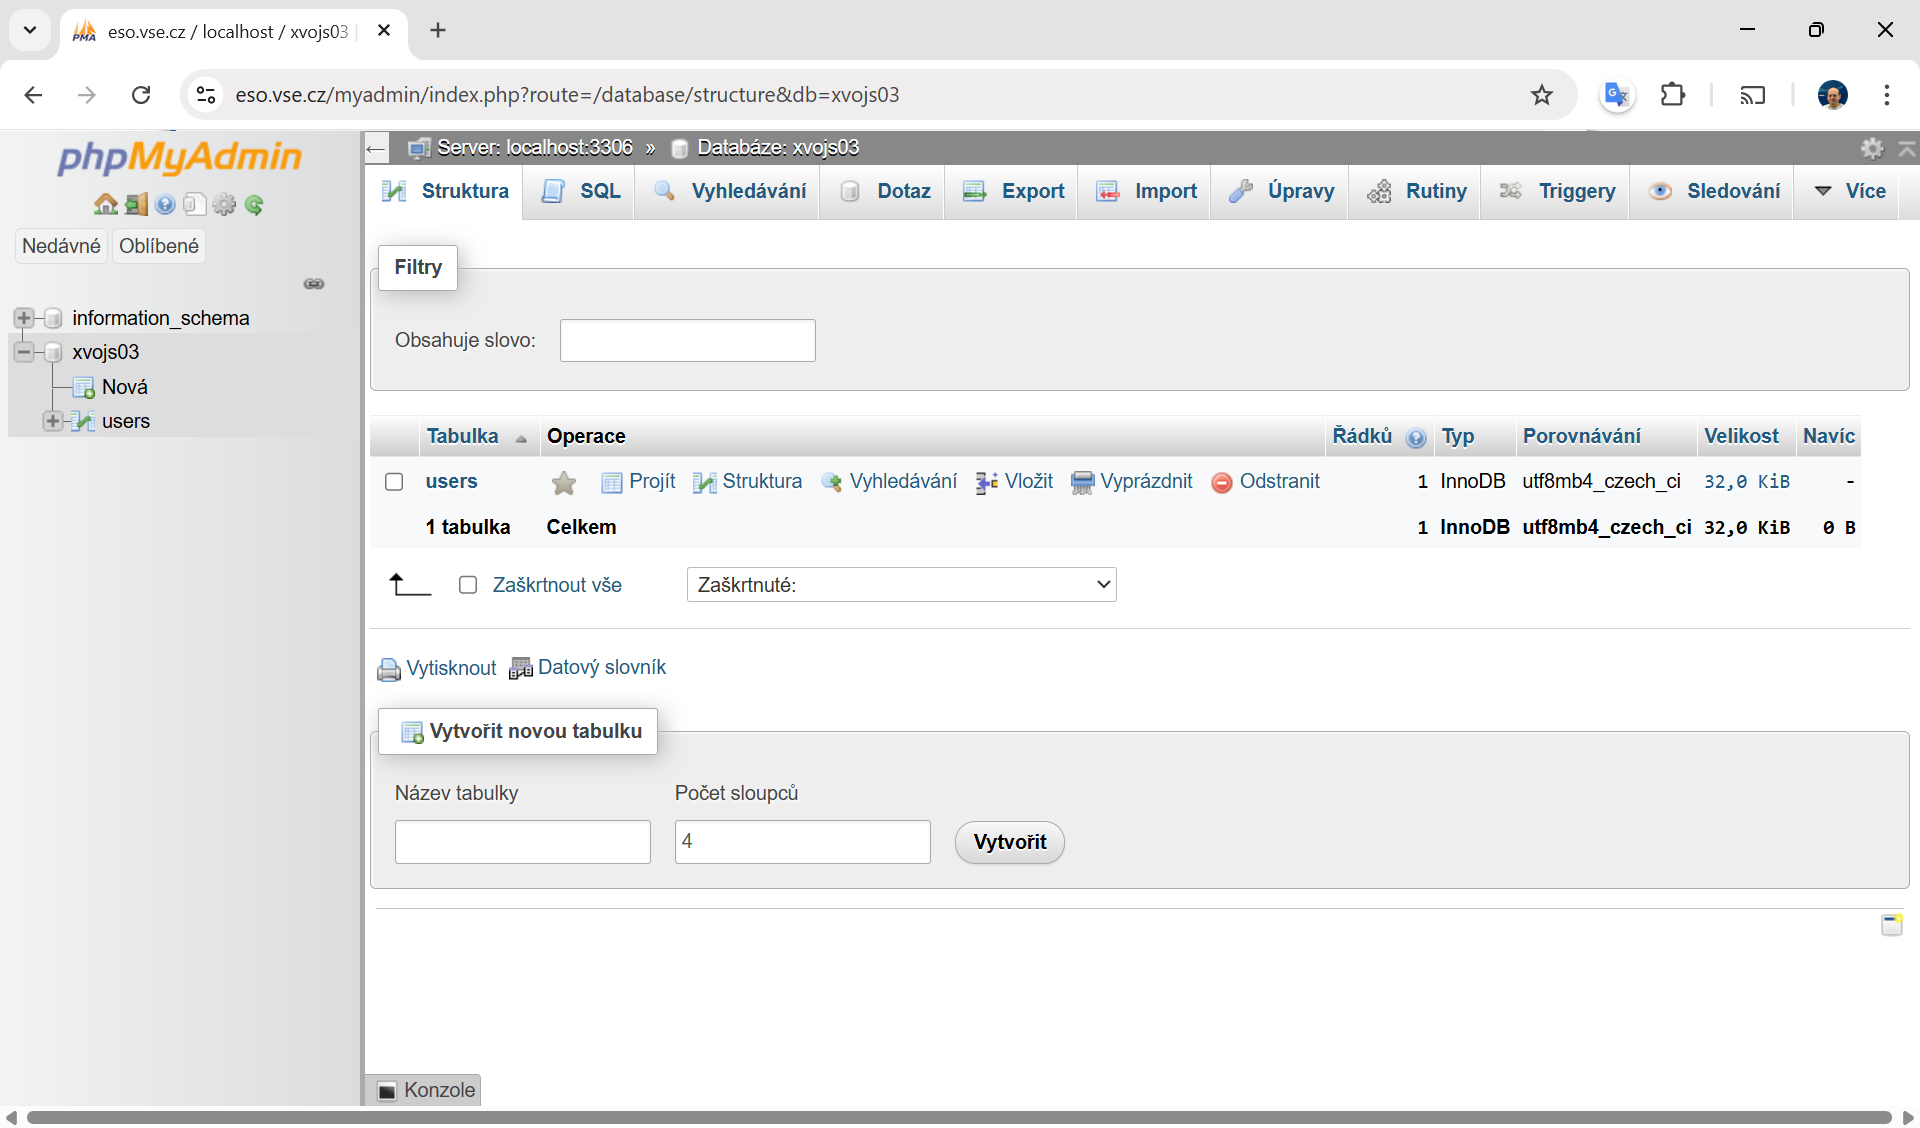 eso.vse.cz / localhost / xvojs03
eso.vse.cz/myadmin/index.php?route=/database/structure&db=xvojs03
phpMyAdmin
Nedávné Oblíbené
information_schema
xvojs03
Nová
users
Server: localhost:3306 » Databáze: xvojs03
Struktura SQL Vyhledávání Dotaz Export Import Úpravy Rutiny Triggery Sledování Více
Filtry
Obsahuje slovo:
Tabulka Operace Řádků Typ Porovnávání Velikost Navíc
users Projít Struktura Vyhledávání Vložit Vyprázdnit Odstranit 1 InnoDB utf8mb4_czech_ci 32,0 KiB -
1 tabulka Celkem 1 InnoDB utf8mb4_czech_ci 32,0 KiB 0 B
Zaškrtnout vše Zaškrtnuté:
Vytisknout Datový slovník
Vytvořit novou tabulku
Název tabulky Počet sloupců
4 Vytvořit
Konzole